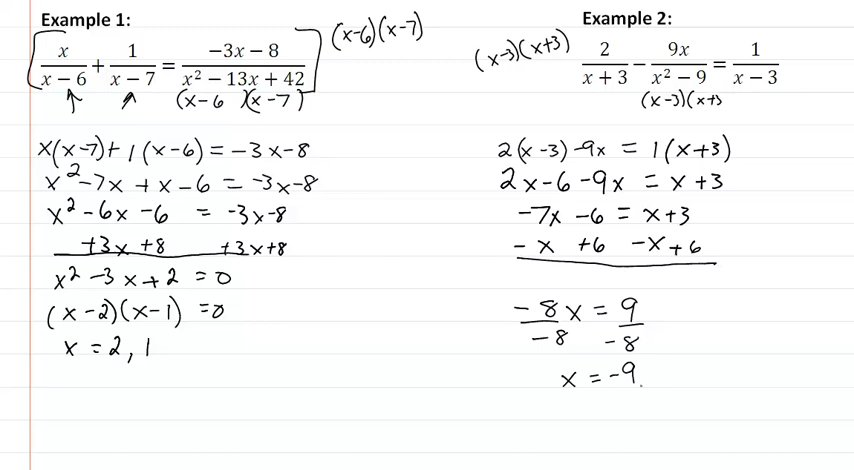 Example 1:
x/(x − 6) + 1/(x − 7) = (−3x − 8)/(x² − 13x + 42) (x-6)(x-7)
(x-6)(x-7)
x(x-7)+1(x-6)=-3x-8
x²-7x+x-6=-3x-8
x²-6x-6=-3x-8
+3x+8 +3x+8
x²-3x+2=0
(x-2)(x-1)=0
x=2,1
Example 2:
(x-3)(x+3) 2/(x + 3) − 9x/(x² − 9) = 1/(x − 3)
(x-3)(x+3
2(x-3)-9x=1(x+3)
2x-6-9x=x+3
-7x-6=x+3
-x+6 -x+6
-8x=9
-8 -8
x=-9